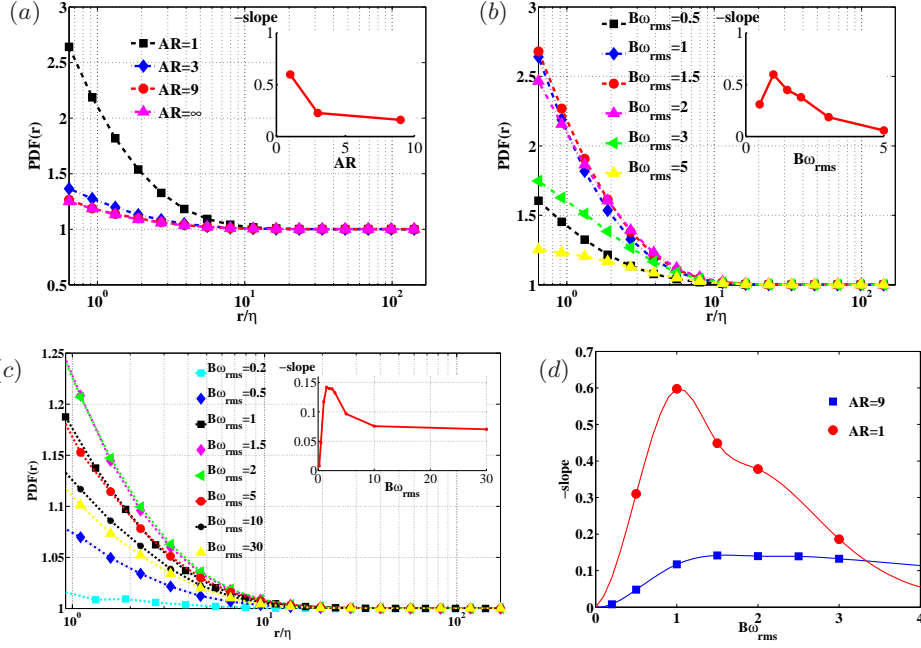 (a)
3
2.5
2
1.5
1
0.5
PDF(r)
10^0
10^1
10^2
r/η
AR=1
AR=3
AR=9
AR=∞
−slope
1
0.5
0
0
5
10
AR
(b)
3
2.5
2
1.5
1
PDF(r)
10^0
10^1
10^2
r/η
Bω_rms=0.5
Bω_rms=1
Bω_rms=1.5
Bω_rms=2
Bω_rms=3
Bω_rms=5
−slope
1
0.5
0
0
5
Bω_rms
(c)
1.25
1.2
1.15
1.1
1.05
1
PDF(r)
10^0
10^1
10^2
r/η
Bω_rms=0.2
Bω_rms=0.5
Bω_rms=1
Bω_rms=1.5
Bω_rms=2
Bω_rms=5
Bω_rms=10
Bω_rms=30
−slope
0.15
0.1
0.05
0
0
10
20
30
Bω_rms
(d)
0.7
0.6
0.5
0.4
0.3
0.2
0.1
0
−slope
0
1
2
3
4
Bω_rms
AR=9
AR=1